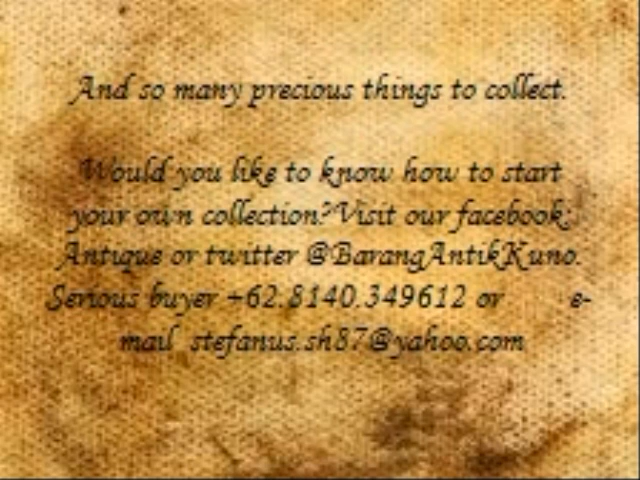 And so many precious things to collect.
Would you like to know how to start
your own collection? Visit our facebook:
Antique or twitter @BarangAntikKuno.
Serious buyer +62.8140.349612 or e-
mail stefanus.sh87@yahoo.com